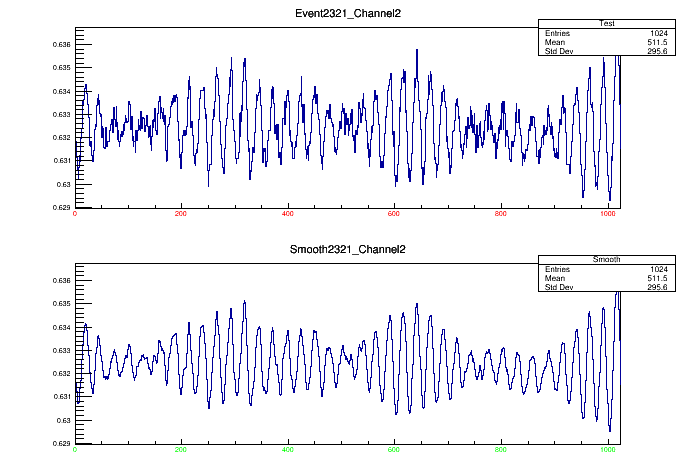 Event2321_Channel2
Test
Entries 1024
Mean 511.5
Std Dev 295.6
0.636
0.635
0.634
0.633
0.632
0.631
0.63
0.629
0 200 400 600 800 1000
Smooth2321_Channel2
Smooth
Entries 1024
Mean 511.5
Std Dev 295.6
0.636
0.635
0.634
0.633
0.632
0.631
0.63
0.629
0 200 400 600 800 1000